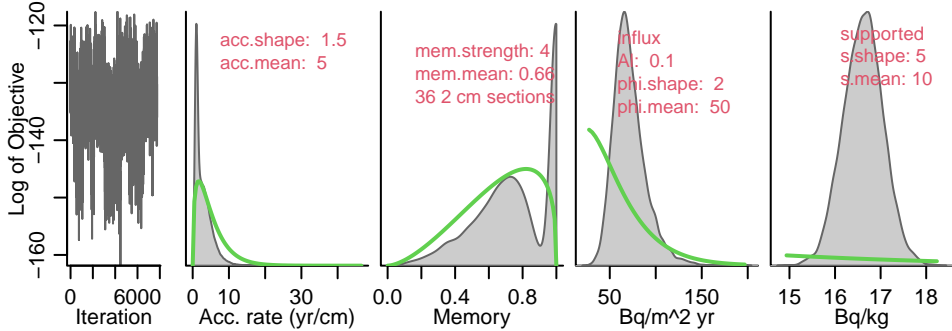 Log of Objective
−120
−140
−160
0 6000
Iteration
acc.shape: 1.5
acc.mean: 5
0 10 30
Acc. rate (yr/cm)
mem.strength: 4
mem.mean: 0.66
36 2 cm sections
0.0 0.4 0.8
Memory
influx
Al: 0.1
phi.shape: 2
phi.mean: 50
50 150
Bq/m^2 yr
supported
s.shape: 5
s.mean: 10
15 16 17 18
Bq/kg